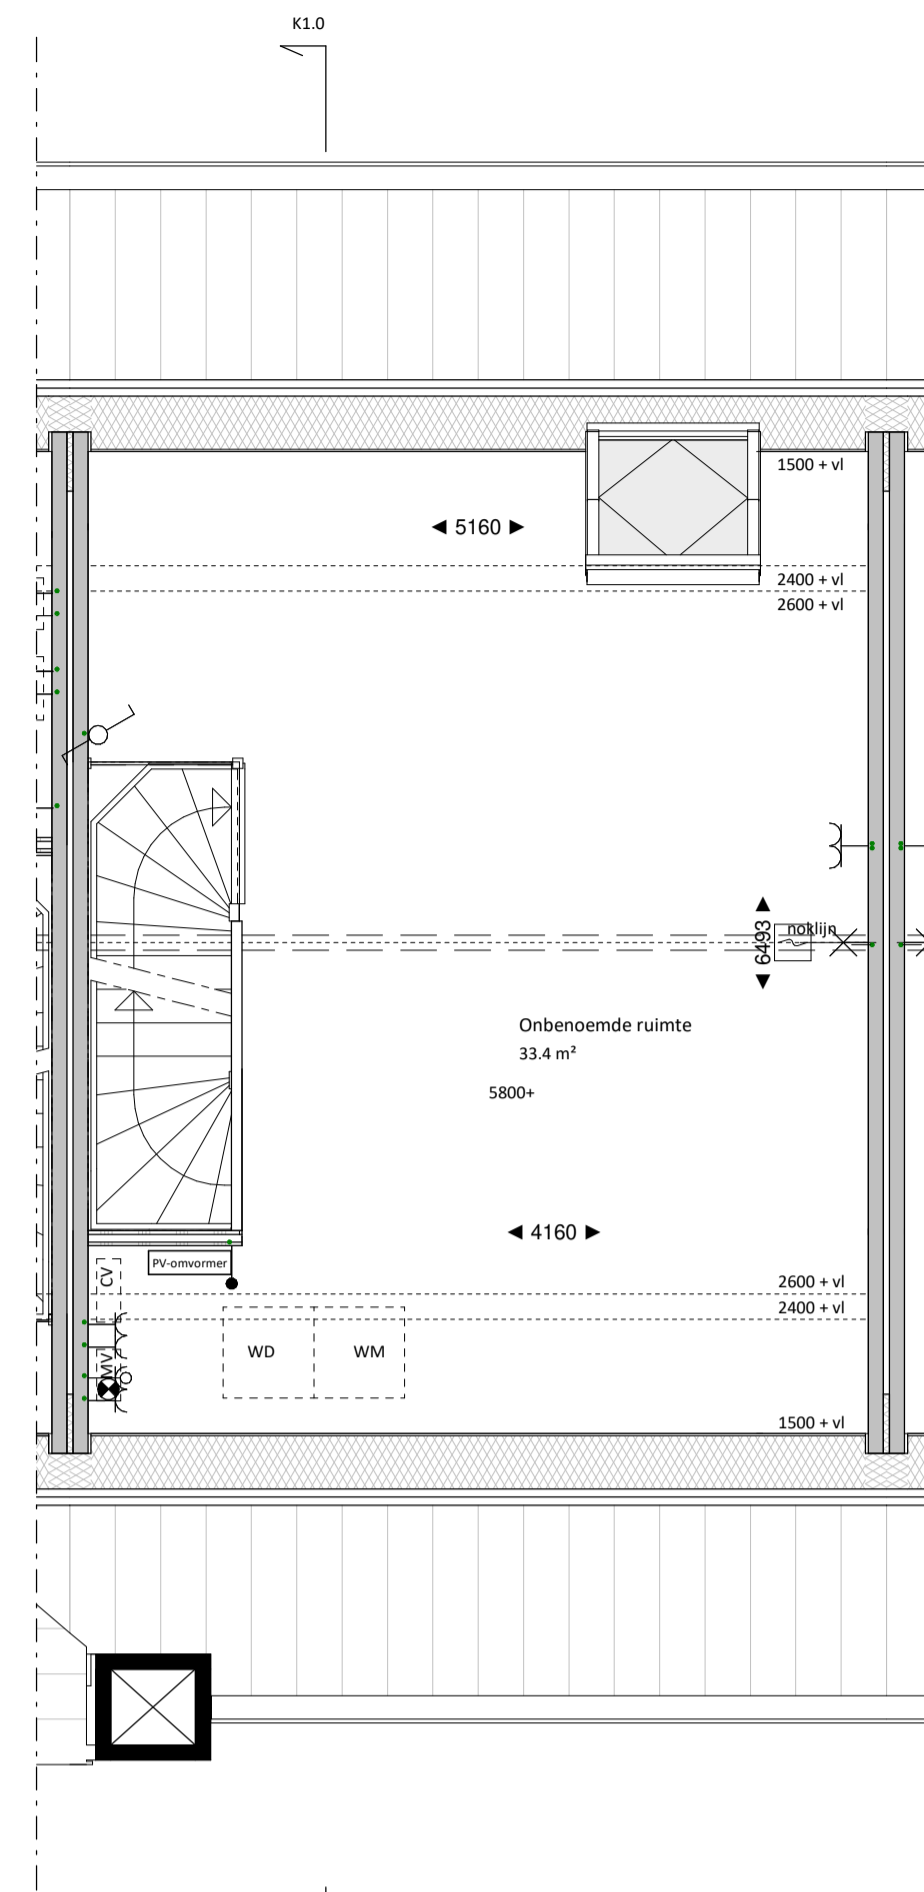 K1.0
1500 + vl
5160
2400 + vl
2600 + vl
noklijn
6493
Onbenoemde ruimte
33.4 m²
5800+
4160
PV-omvormer
CV
2600 + vl
2400 + vl
WD
WM
MV
1500 + vl